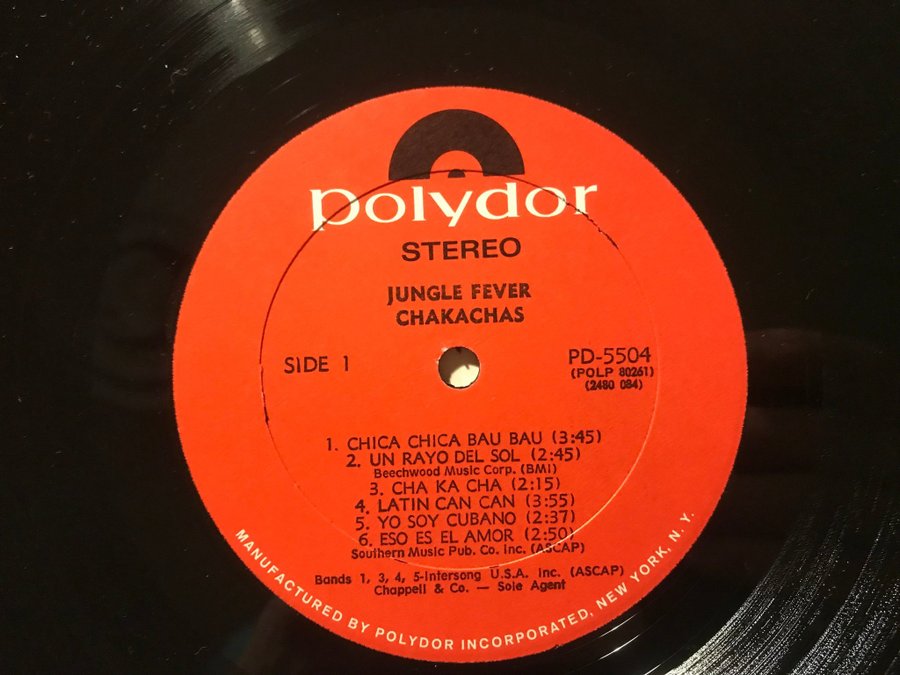 polydor
STEREO
JUNGLE FEVER
CHAKACHAS
SIDE 1
PD-5504
(POLP 80261)
(2480 084)
1. CHICA CHICA BAU BAU (3:45)
2. UN RAYO DEL SOL (2:45)
Beechwood Music Corp. (BMI)
3. CHA KA CHA (2:15)
4. LATIN CAN CAN (3:55)
5. YO SOY CUBANO (2:37)
6. ESO ES EL AMOR (2:50)
Southern Music Pub. Co. Inc. (ASCAP)
Bands 1, 3, 4, 5-Intersong U.S.A. Inc. (ASCAP)
Chappell & Co. — Sole Agent
MANUFACTURED BY POLYDOR INCORPORATED, NEW YORK, N.Y.